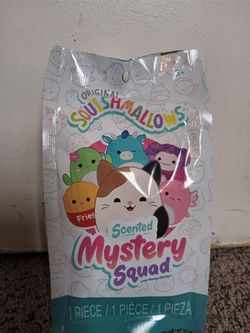 ORIGINAL
SQUISHMALLOWS
Fries
Scented
Mystery
Squad
1 PIECE / 1 PIÈCE / 1 PIEZA